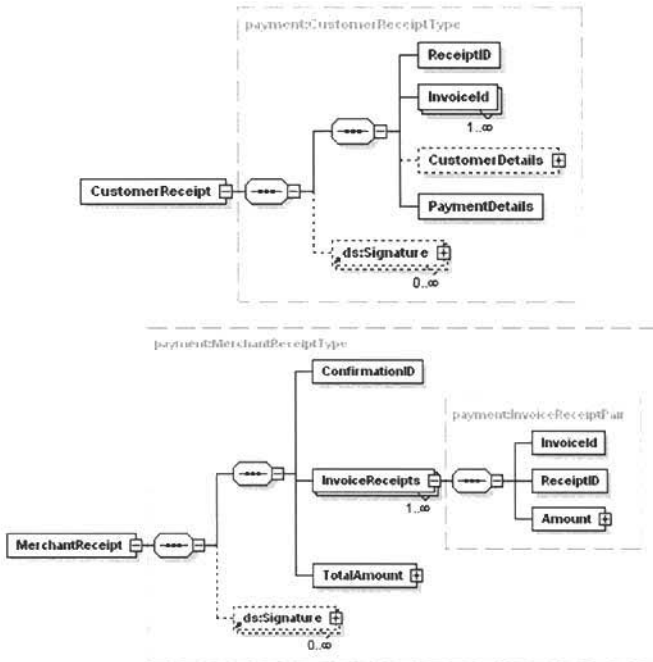 payment:CustomerReceiptType
ReceiptID
InvoiceId
1..∞
CustomerDetails
CustomerReceipt
PaymentDetails
ds:Signature
0..∞
payment:MerchantReceiptType
ConfirmationID
payment:InvoiceReceiptPair
InvoiceId
InvoiceReceipts
ReceiptID
1..∞
Amount
MerchantReceipt
TotalAmount
ds:Signature
0..∞